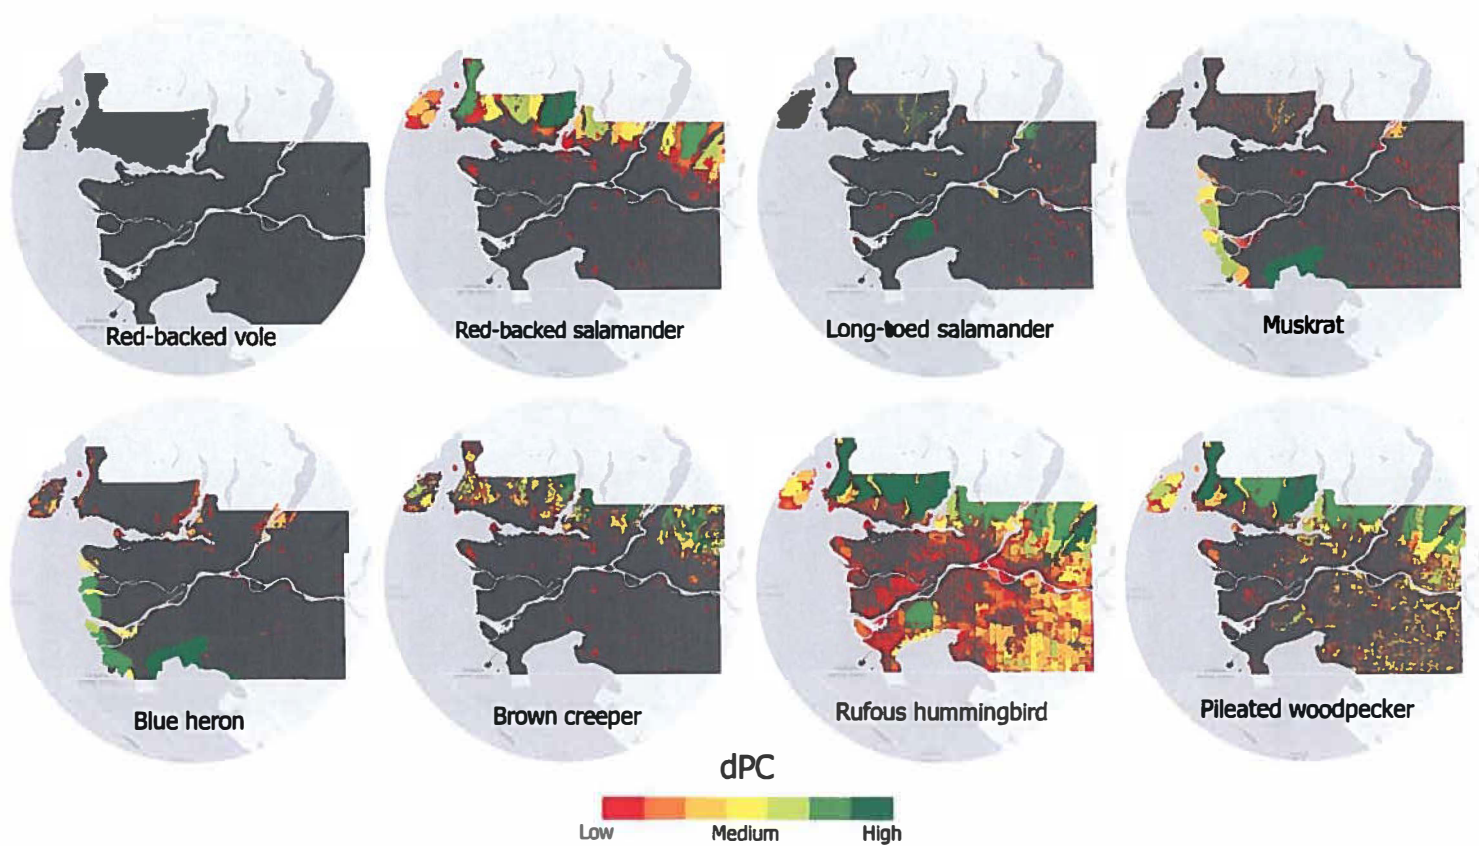 Red-backed vole
Red-backed salamander
Long-toed salamander
Muskrat
Blue heron
Brown creeper
Rufous hummingbird
Pileated woodpecker
dPC
Low
Medium
High